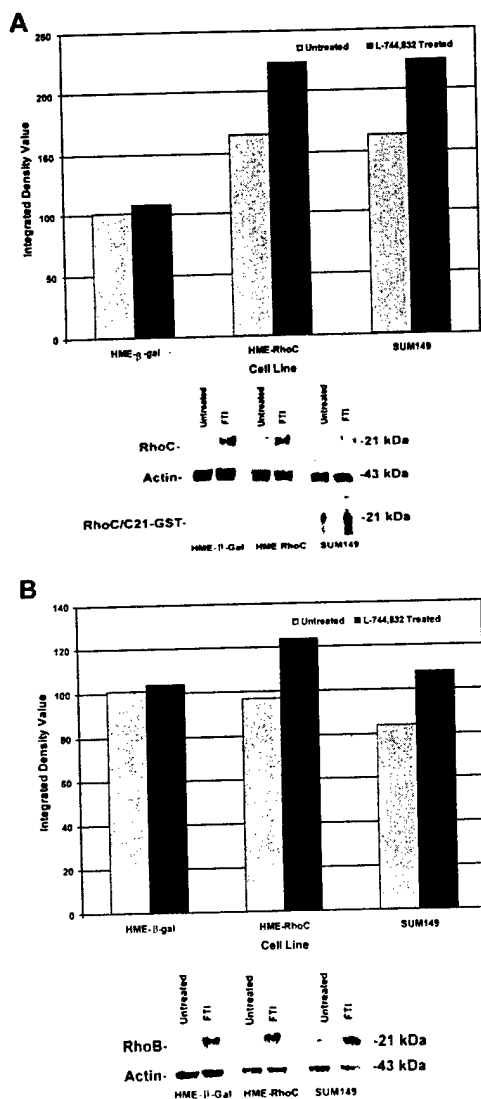 A
250
200
150
100
50
0
Integrated Density Value
Untreated L-744,832 Treated
HME-β-gal HME-RhoC SUM149
Cell Line
Untreated FTI Untreated FTI Untreated FTI
RhoC- -21 kDa
Actin- -43 kDa
RhoC/C21-GST- -21 kDa
HME-β-Gal HME RhoC SUM149
B
140
120
100
80
60
40
20
0
Integrated Density Value
Untreated L-744,832 Treated
HME-β-gal HME-RhoC SUM149
Cell Line
Untreated FTI Untreated FTI Untreated FTI
RhoB- -21 kDa
Actin- -43 kDa
HME-β-Gal HME-RhoC SUM149